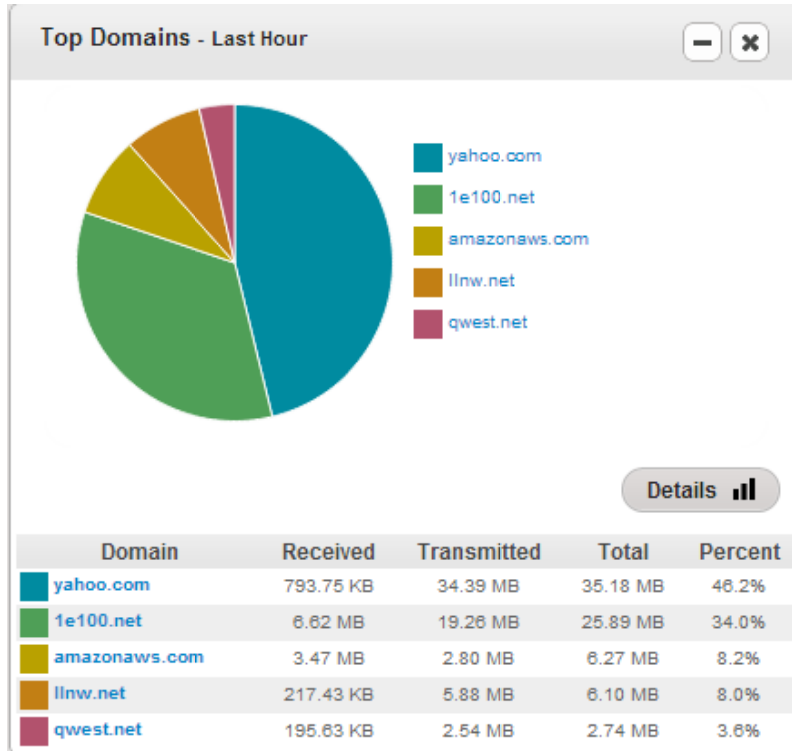 Top Domains - Last Hour
yahoo.com
1e100.net
amazonaws.com
llnw.net
qwest.net
Details
Domain Received Transmitted Total Percent
yahoo.com 793.75 KB 34.39 MB 35.18 MB 46.2%
1e100.net 6.62 MB 19.26 MB 25.89 MB 34.0%
amazonaws.com 3.47 MB 2.80 MB 6.27 MB 8.2%
llnw.net 217.43 KB 5.88 MB 6.10 MB 8.0%
qwest.net 195.63 KB 2.54 MB 2.74 MB 3.6%